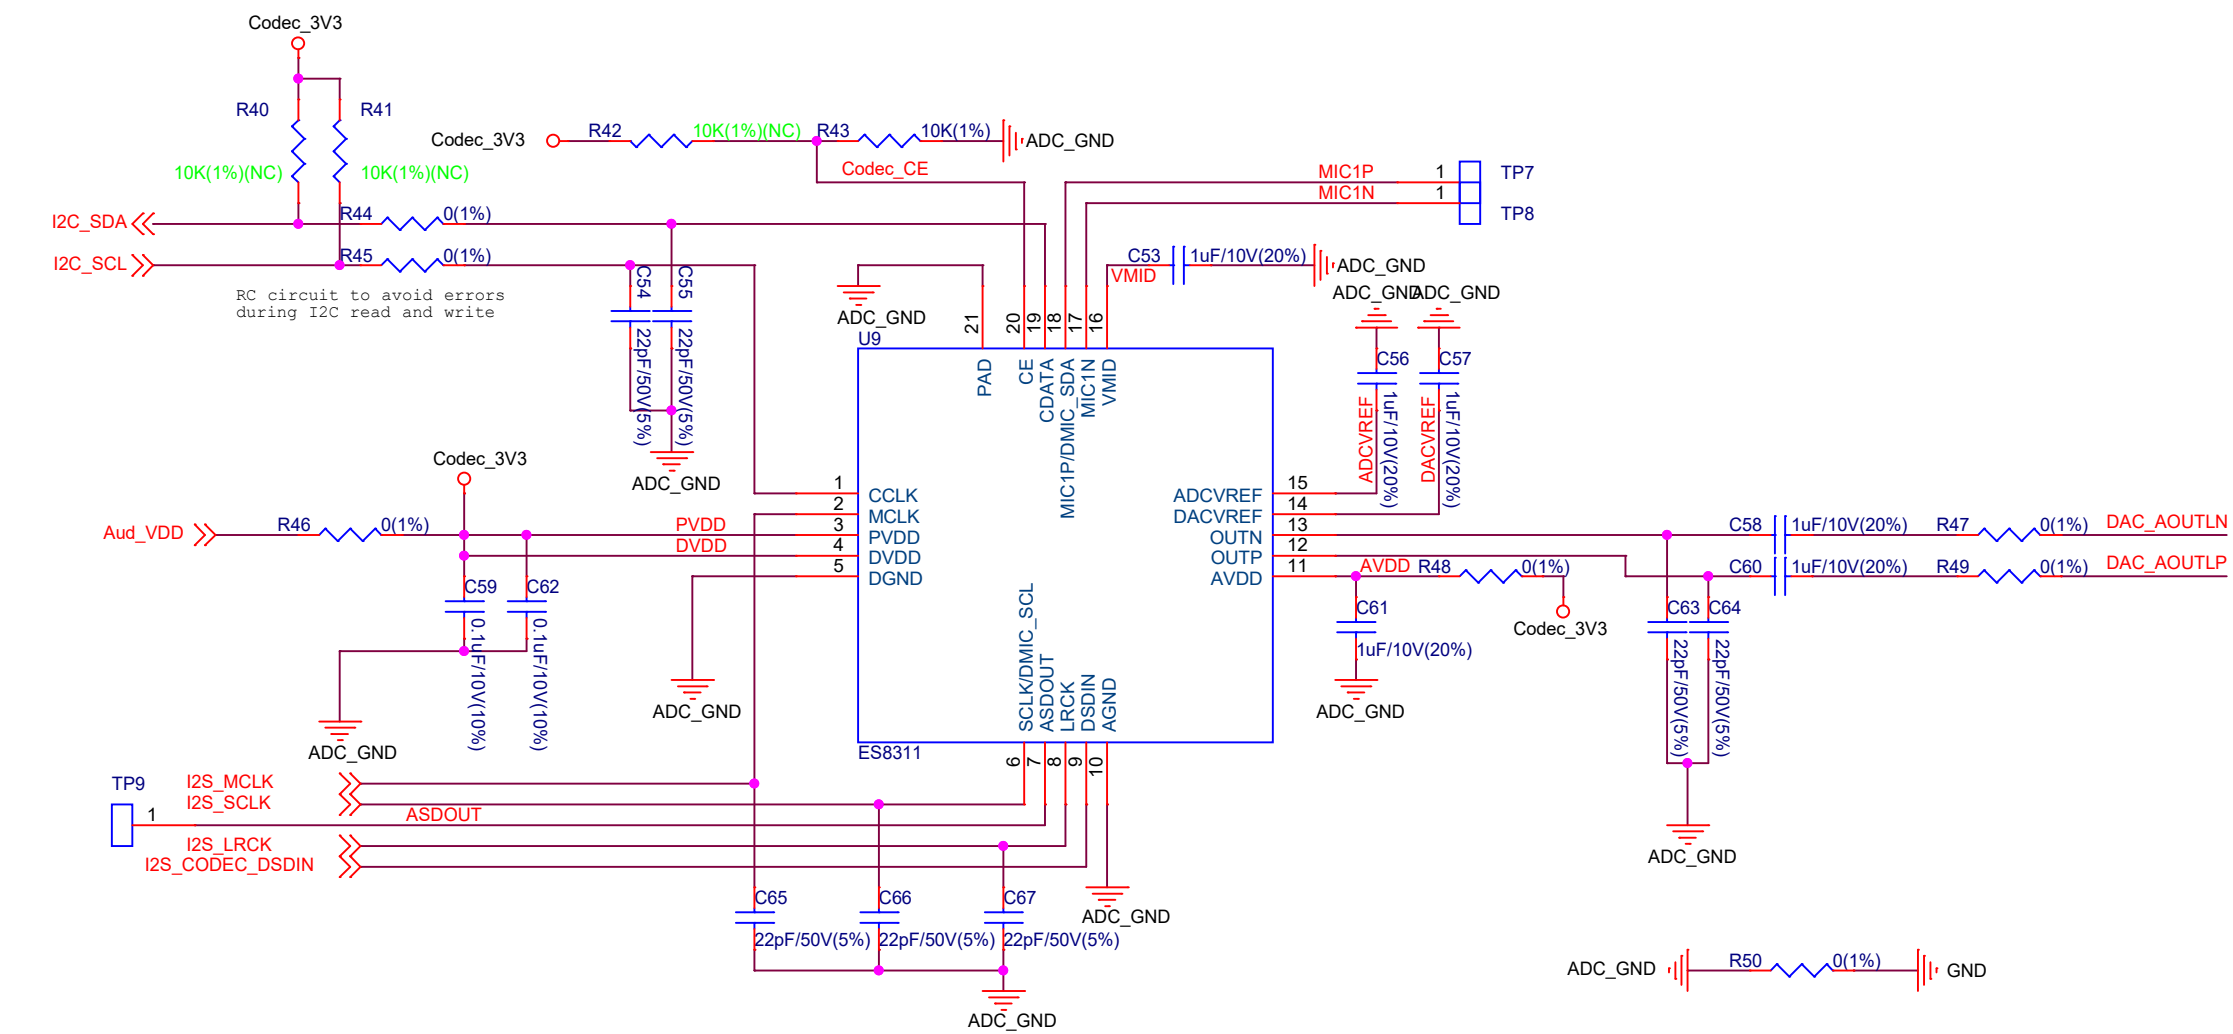 Codec_3V3
R40
R41
10K(1%)(NC)
10K(1%)(NC)
Codec_3V3
R42
10K(1%)(NC)
R43
10K(1%)
ADC_GND
Codec_CE
MIC1P
1
TP7
MIC1N
1
TP8
I2C_SDA
R44
0(1%)
I2C_SCL
R45
0(1%)
RC circuit to avoid errors
during I2C read and write
C54
22pF/50V(5%)
C55
22pF/50V(5%)
ADC_GND
C53
1uF/10V(20%)
VMID
ADC_GND
ADC_GND
ADC_GND
ADC_GND
C56
1uF/10V(20%)
ADCVREF
C57
1uF/10V(20%)
DACVREF
U9
21
20
19
18
17
16
PAD
CE
CDATA
MIC1P/DMIC_SDA
MIC1N
VMID
1
CCLK
2
MCLK
3
PVDD
4
DVDD
5
DGND
15
ADCVREF
14
DACVREF
13
OUTN
12
OUTP
11
AVDD
SCLK/DMIC_SCL
ASDOUT
LRCK
DSDIN
AGND
6
7
8
9
10
ES8311
Codec_3V3
Aud_VDD
R46
0(1%)
PVDD
DVDD
C59
0.1uF/10V(10%)
C62
0.1uF/10V(10%)
ADC_GND
ADC_GND
AVDD
R48
0(1%)
Codec_3V3
C61
1uF/10V(20%)
ADC_GND
C58
1uF/10V(20%)
R47
0(1%)
DAC_AOUTLN
C60
1uF/10V(20%)
R49
0(1%)
DAC_AOUTLP
C63
22pF/50V(5%)
C64
22pF/50V(5%)
ADC_GND
TP9
1
I2S_MCLK
I2S_SCLK
ASDOUT
I2S_LRCK
I2S_CODEC_DSDIN
C65
22pF/50V(5%)
C66
22pF/50V(5%)
C67
22pF/50V(5%)
ADC_GND
ADC_GND
ADC_GND
R50
0(1%)
GND